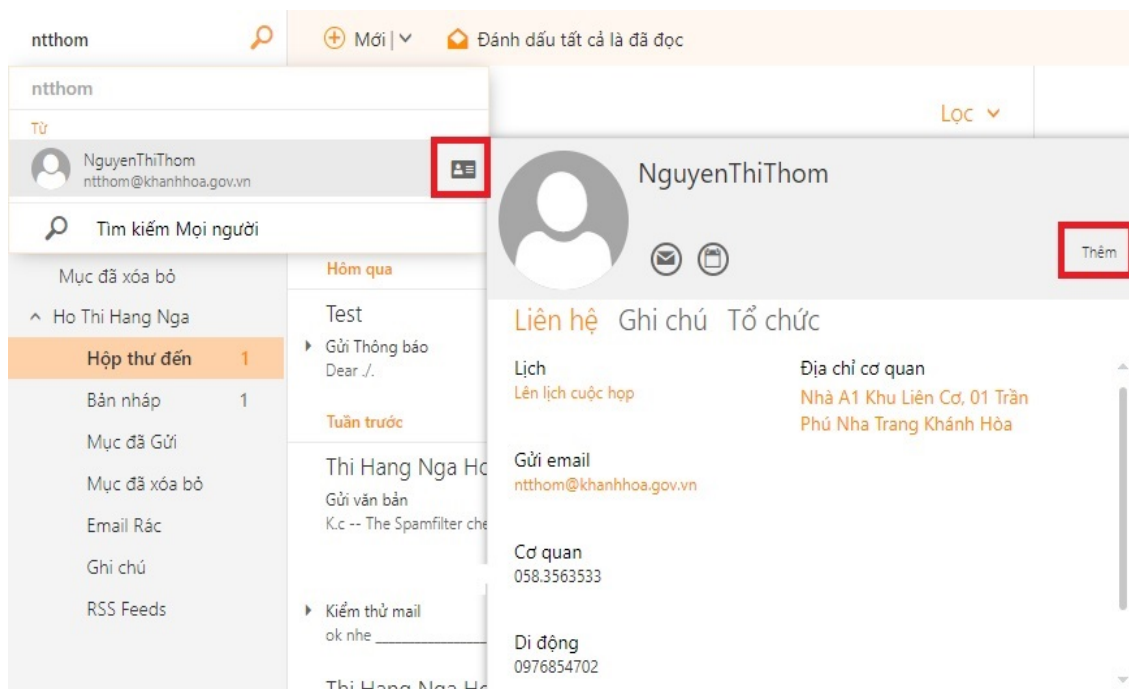 ntthom
Mới | Đánh dấu tất cả là đã đọc
ntthom
Từ
NguyenThiThom
ntthom@khanhhoa.gov.vn
Tìm kiếm Mọi người
Mục đã xóa bỏ
Ho Thi Hang Nga
Hộp thư đến 1
Bản nháp 1
Mục đã Gửi
Mục đã xóa bỏ
Email Rác
Ghi chú
RSS Feeds
Lọc
Hôm qua
Test
Gửi Thông báo
Dear ./.
Tuần trước
Thi Hang Nga Ho
Gửi văn bản
K.c -- The Spamfilter che
Kiểm thử mail
ok nhe ___________________
Thi Hang Nga Ho
NguyenThiThom
Thêm
Liên hệ Ghi chú Tổ chức
Lịch
Lên lịch cuộc họp
Gửi email
ntthom@khanhhoa.gov.vn
Cơ quan
058.3563533
Di động
0976854702
Địa chỉ cơ quan
Nhà A1 Khu Liên Cơ, 01 Trần
Phú Nha Trang Khánh Hòa